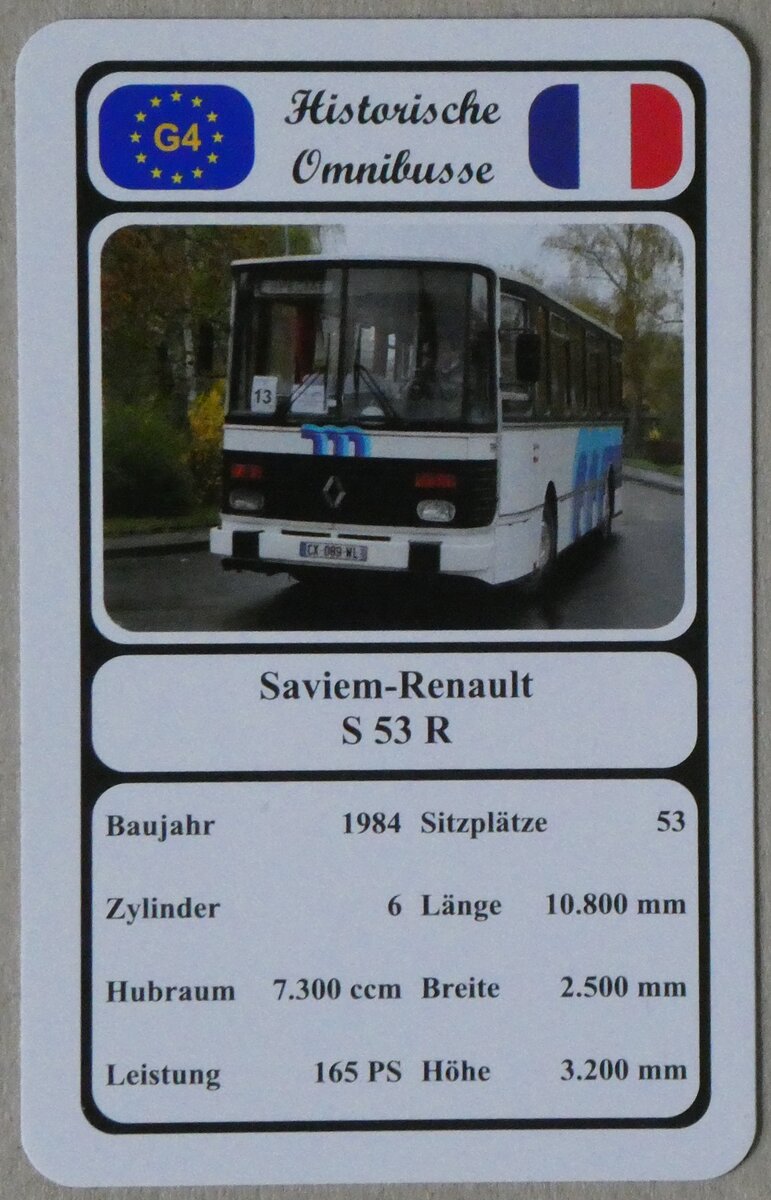 G4
Historische
Omnibusse
13
m
CX 089 WL
Saviem-Renault
S 53 R
Baujahr 1984 Sitzplätze 53
Zylinder 6 Länge 10.800 mm
Hubraum 7.300 ccm Breite 2.500 mm
Leistung 165 PS Höhe 3.200 mm